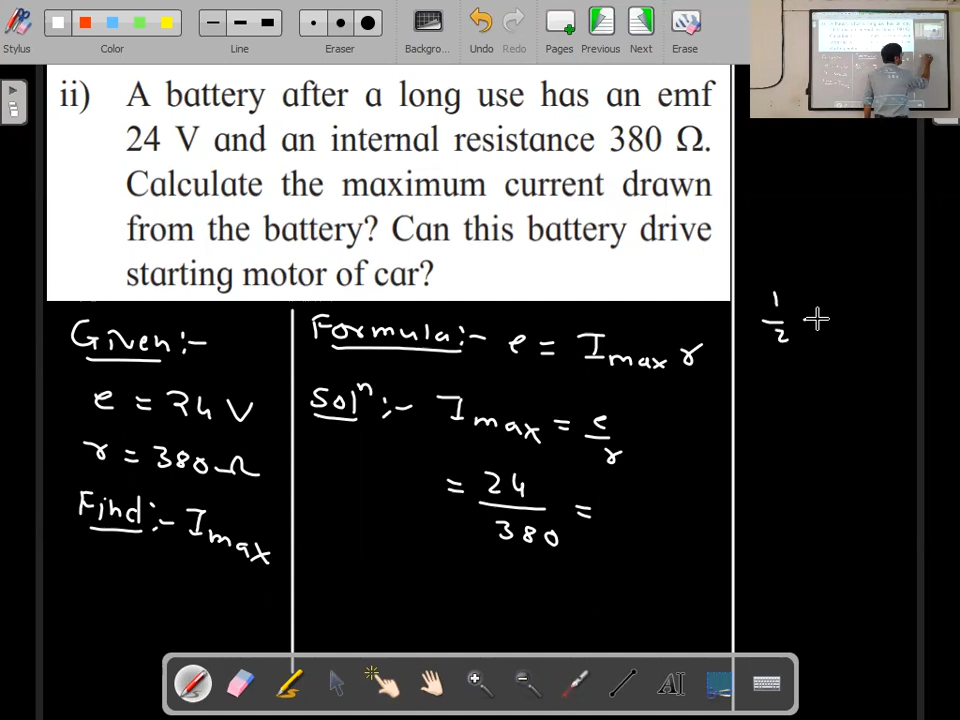 Stylus
Color
Line
Eraser
Backgro...
Undo
Redo
Pages
Previous
Next
Erase
ii) A battery after a long use has an emf
24 V and an internal resistance 380 Ω.
Calculate the maximum current drawn
from the battery? Can this battery drive
starting motor of car?
Given :-
e = 24 V
r = 380 Ω
Find :- Imax
Formula :- e = Imax r
Solⁿ :- Imax = e/r
= 24/380 =
1/2
AI